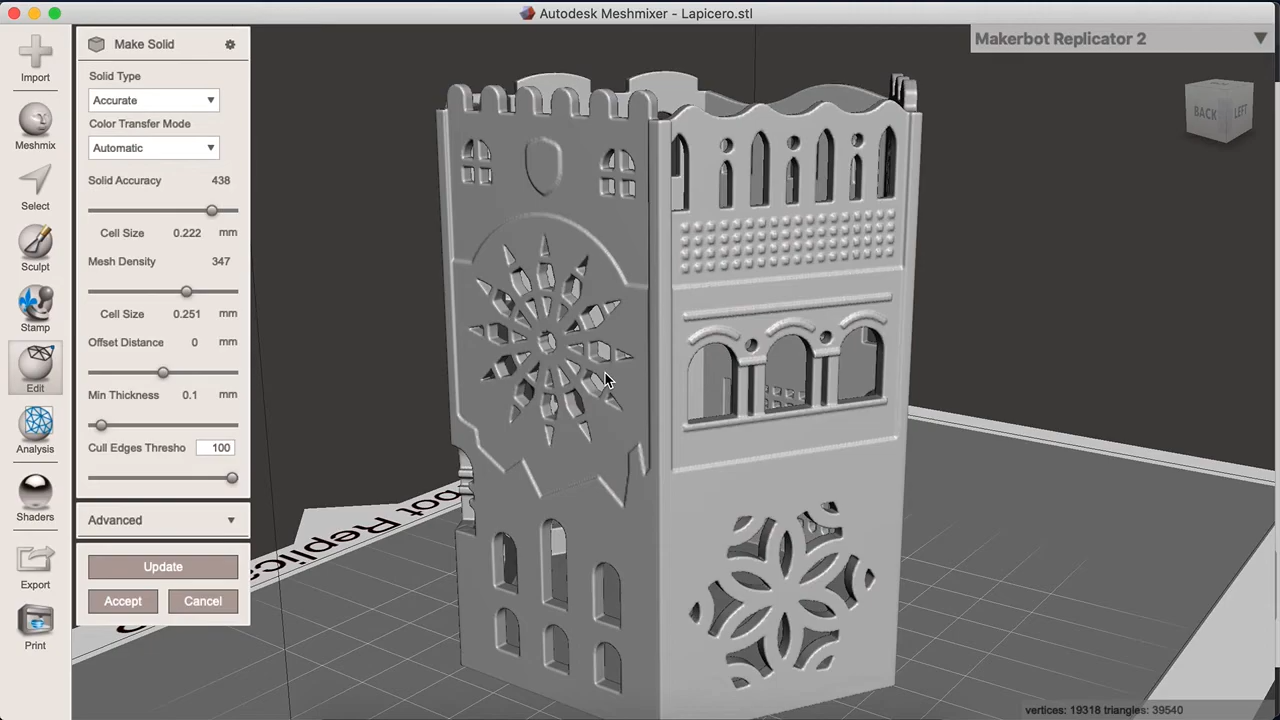 Autodesk Meshmixer - Lapicero.stl
Import
Meshmix
Select
Sculpt
Stamp
Edit
Analysis
Shaders
Export
Print
Make Solid
Solid Type
Accurate
Color Transfer Mode
Automatic
Solid Accuracy 438
Cell Size 0.222 mm
Mesh Density 347
Cell Size 0.251 mm
Offset Distance 0 mm
Min Thickness 0.1 mm
Cull Edges Thresho 100
Advanced
Update
Accept Cancel
Makerbot Replicator 2
BACK LEFT
vertices: 19318 triangles: 39540